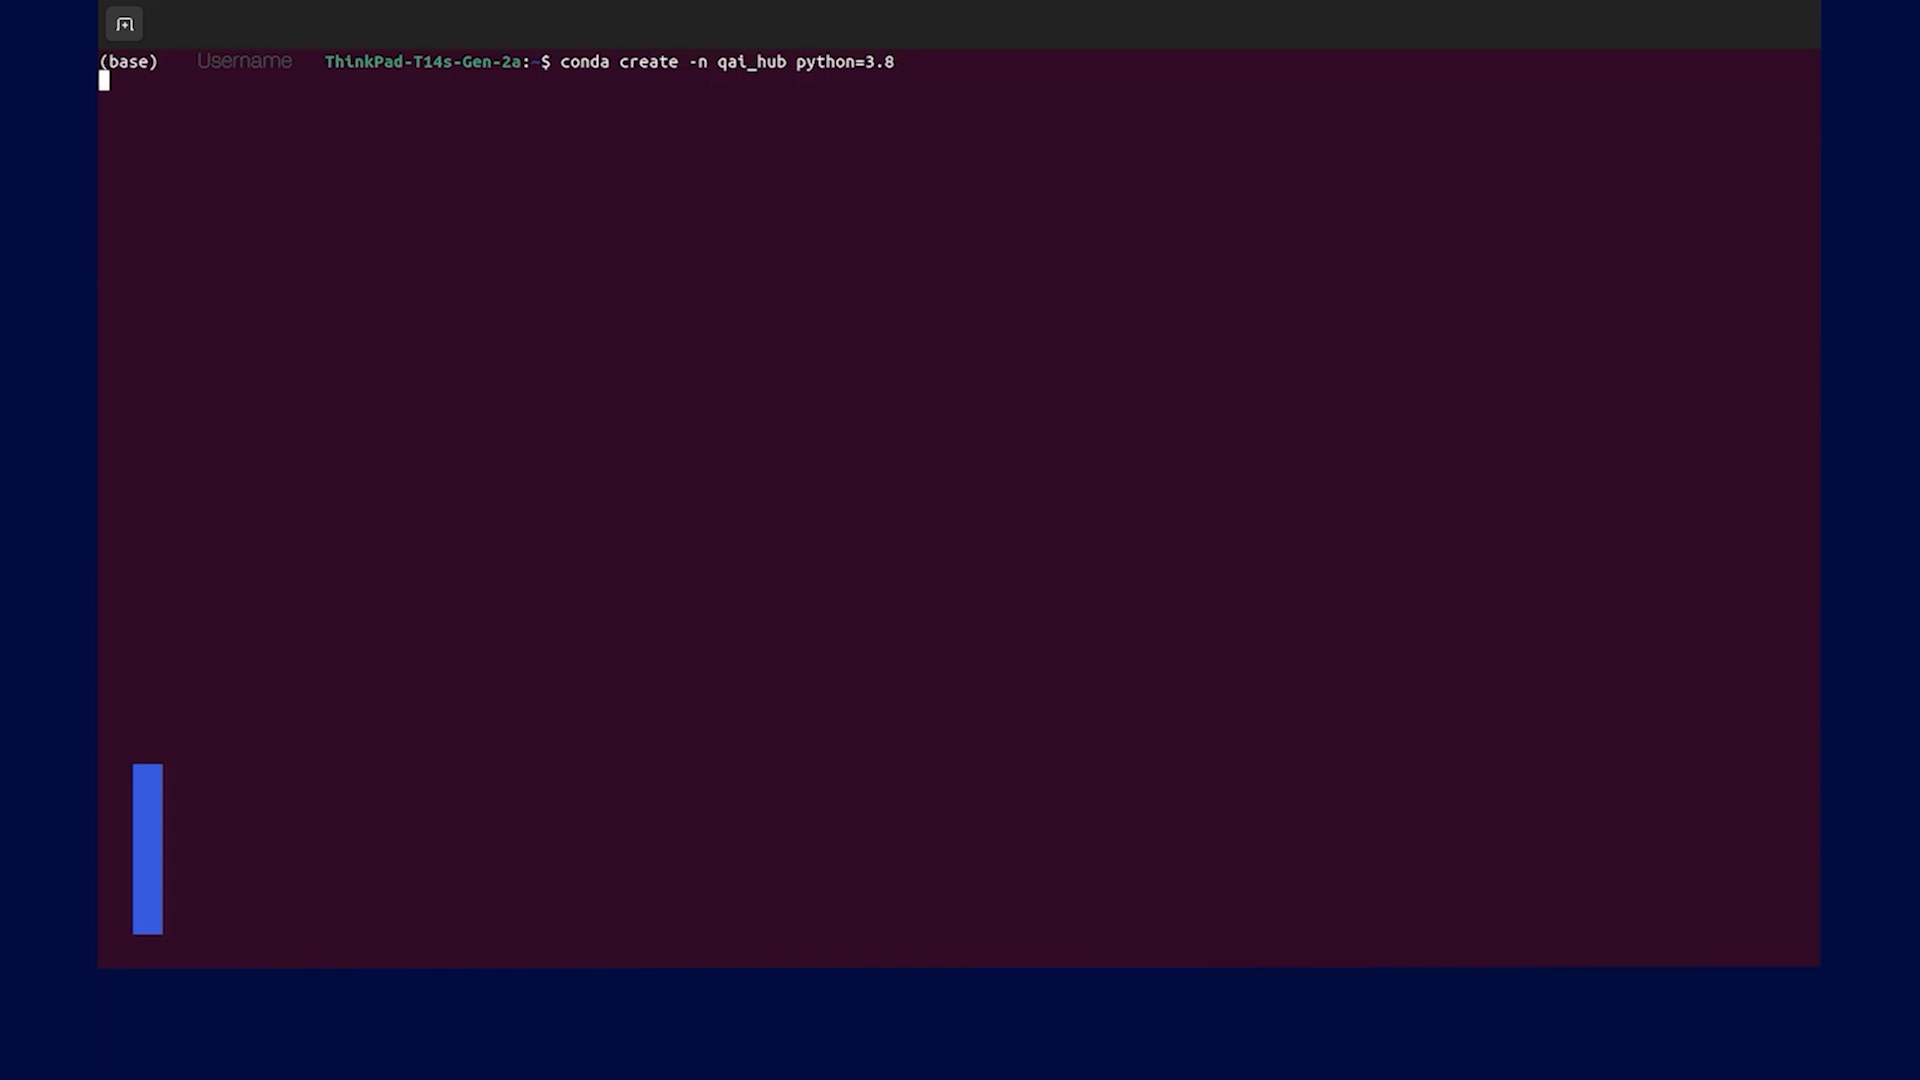 (base) Username ThinkPad-T14s-Gen-2a:~$ conda create -n qai_hub python=3.8